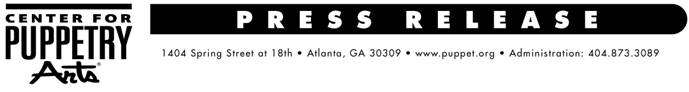 CENTER FOR
PUPPETRY
Arts®
PRESS RELEASE
1404 Spring Street at 18th • Atlanta, GA 30309 • www.puppet.org • Administration: 404.873.3089